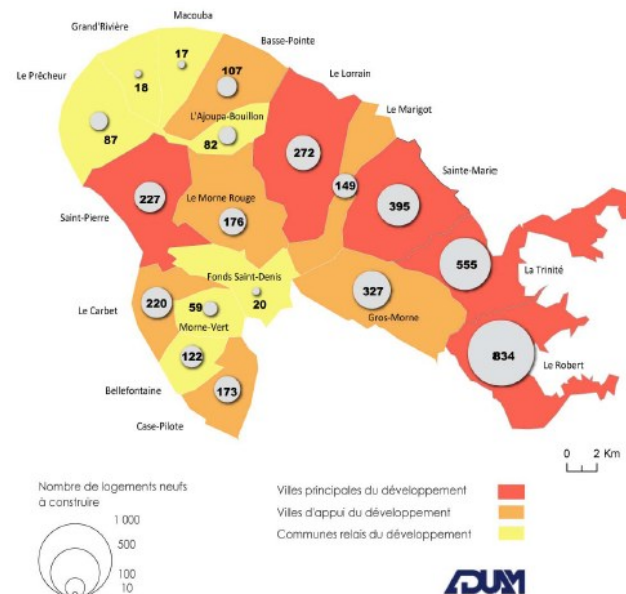 Macouba
Grand'Rivière
Basse-Pointe
17
Le Prêcheur
18
107
Le Lorrain
L'Ajoupa-Bouillon
Le Marigot
87
82
272
Sainte-Marie
149
227
Le Morne Rouge
395
Saint-Pierre
176
555
La Trinité
Fonds Saint-Denis
327
Le Carbet
220
59
20
Gros-Morne
Morne-Vert
834
122
Le Robert
Bellefontaine
173
Case-Pilote
0 2 Km
Nombre de logements neufs
à construire
1 000
500
100
10
Villes principales du développement
Villes d'appui du développement
Communes relais du développement
ADUAM